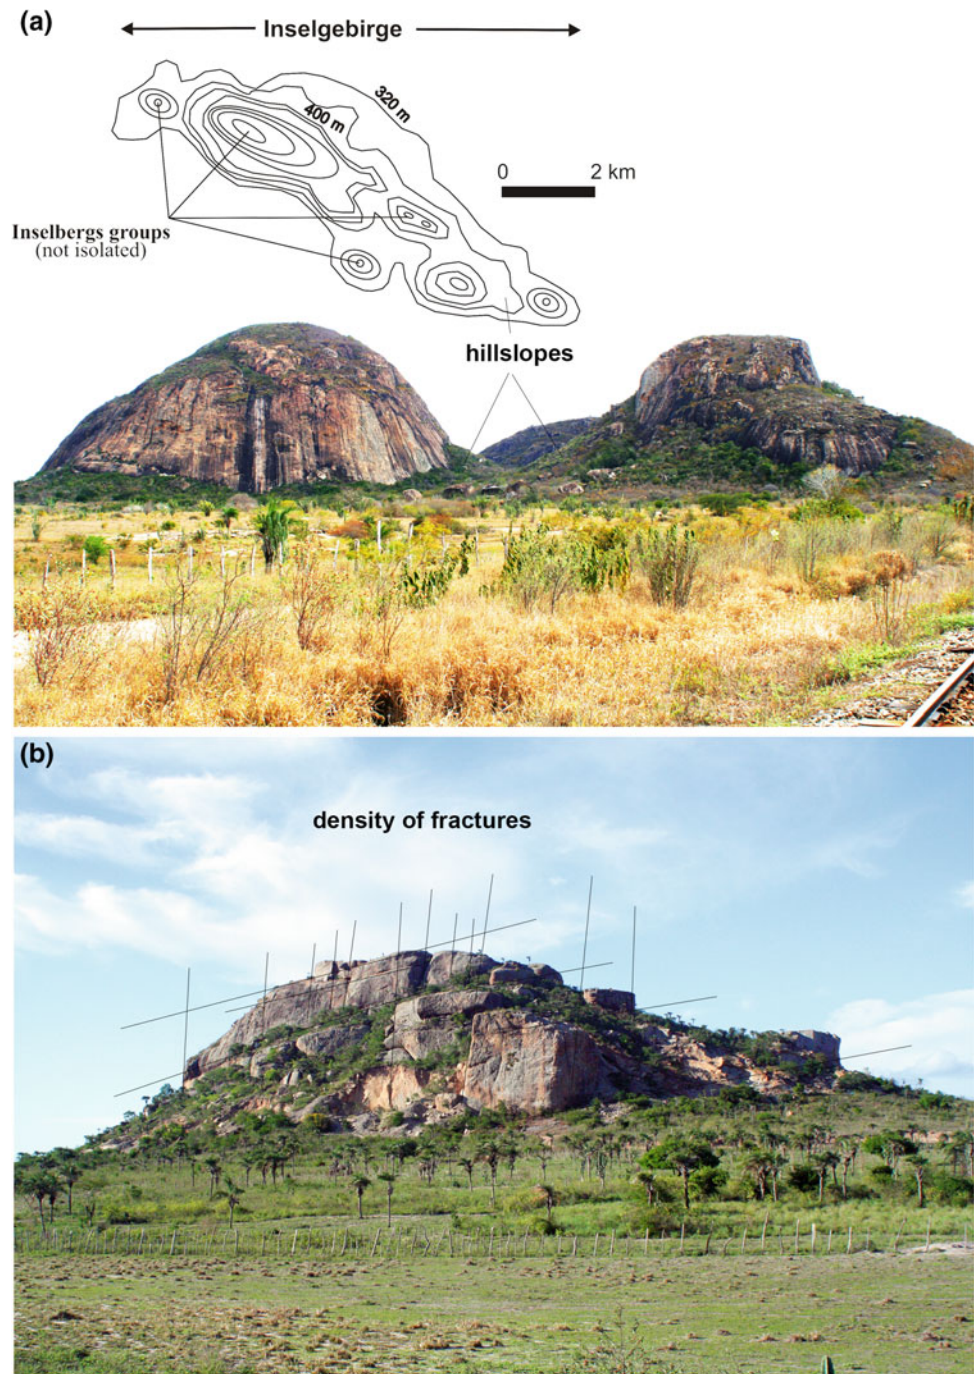 (a)
Inselgebirge
320 m
400 m
0 2 km
Inselbergs groups
(not isolated)
hillslopes
(b)
density of fractures